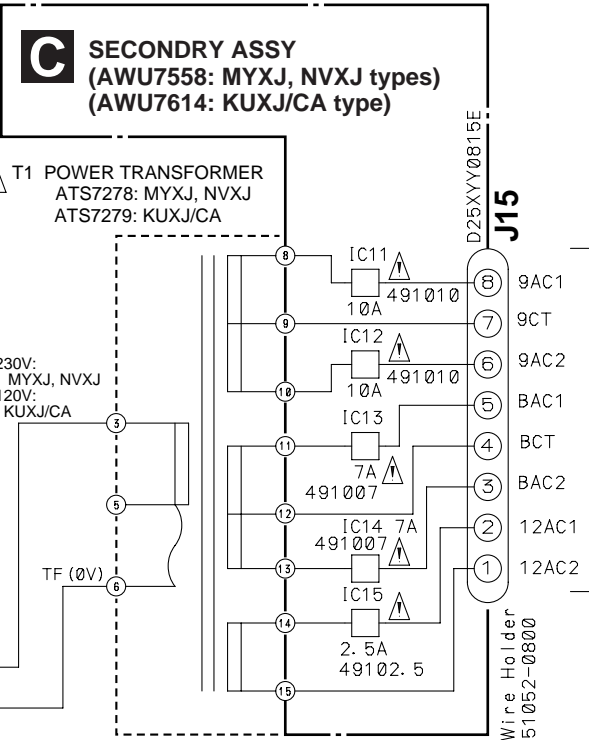 C SECONDRY ASSY
(AWU7558: MYXJ, NVXJ types)
(AWU7614: KUXJ/CA type)
T1 POWER TRANSFORMER
ATS7278: MYXJ, NVXJ
ATS7279: KUXJ/CA
D25XYY0815E
J15
8
IC11
10A
491010
8
9AC1
9
7
9CT
IC12
10
10A
491010
6
9AC2
230V:
MYXJ, NVXJ
120V:
KUXJ/CA
5
BAC1
3
11
IC13
7A
491007
4
BCT
5
12
3
BAC2
IC14 7A
491007
2
12AC1
TF (0V)
6
13
1
12AC2
IC15
14
2.5A
49102.5
15
Wire Holder
51052-0800